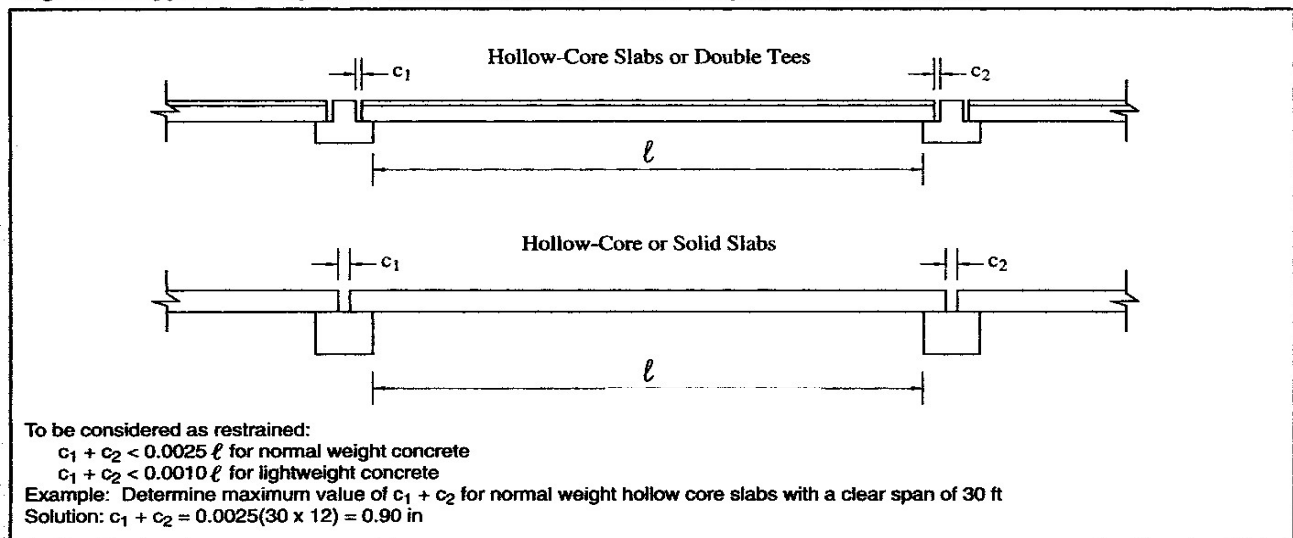 Hollow-Core Slabs or Double Tees
c₁
c₂
ℓ
Hollow-Core or Solid Slabs
c₁
c₂
ℓ
To be considered as restrained:
c₁ + c₂ < 0.0025 ℓ for normal weight concrete
c₁ + c₂ < 0.0010 ℓ for lightweight concrete
Example: Determine maximum value of c₁ + c₂ for normal weight hollow core slabs with a clear span of 30 ft
Solution: c₁ + c₂ = 0.0025(30 x 12) = 0.90 in